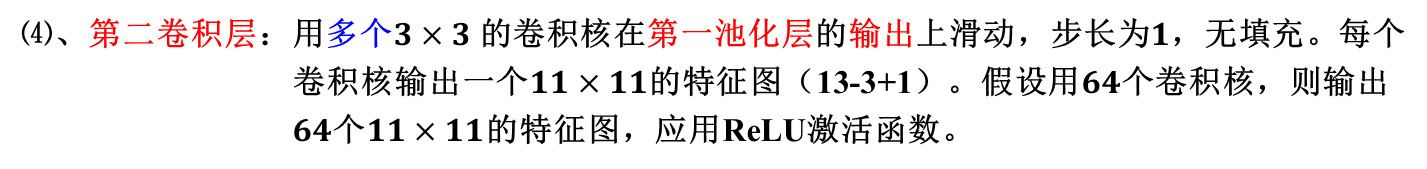 ⑷、第二卷积层：用多个3 × 3 的卷积核在第一池化层的输出上滑动，步长为1，无填充。每个
卷积核输出一个11 × 11的特征图（13-3+1）。假设用64个卷积核，则输出
64个11 × 11的特征图，应用ReLU激活函数。